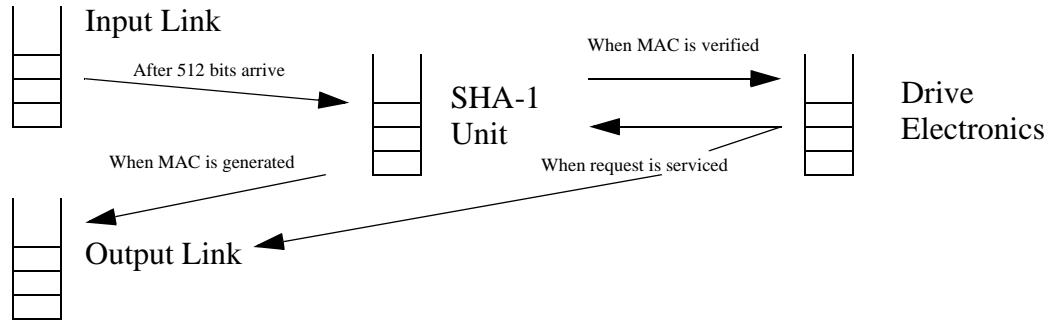 Input Link
After 512 bits arrive
When MAC is verified
SHA-1
Unit
Drive
Electronics
When MAC is generated
When request is serviced
Output Link